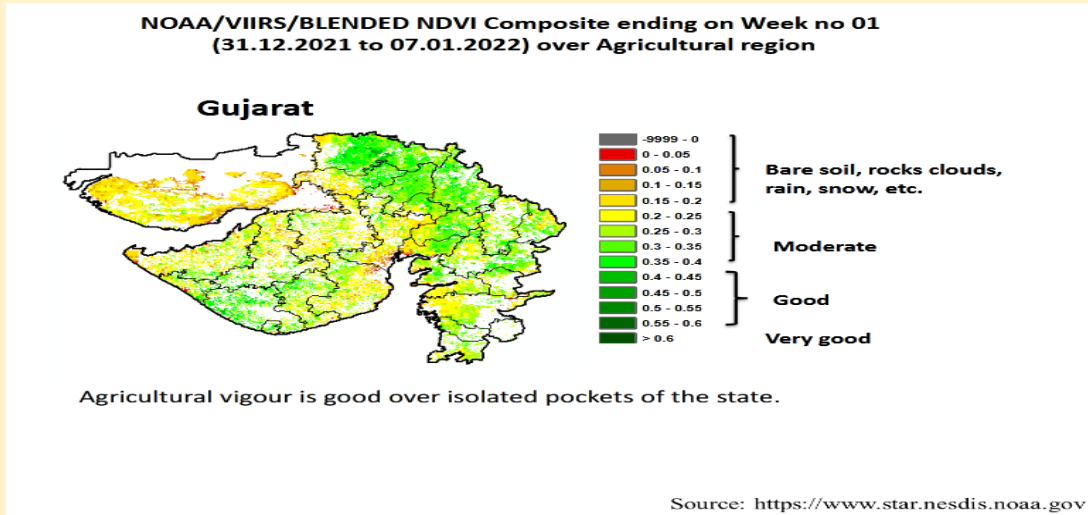 NOAA/VIIRS/BLENDED NDVI Composite ending on Week no 01
(31.12.2021 to 07.01.2022) over Agricultural region
Gujarat
-9999 - 0
0 - 0.05
0.05 - 0.1
0.1 - 0.15
0.15 - 0.2
0.2 - 0.25
0.25 - 0.3
0.3 - 0.35
0.35 - 0.4
0.4 - 0.45
0.45 - 0.5
0.5 - 0.55
0.55 - 0.6
> 0.6
Bare soil, rocks clouds,
rain, snow, etc.
Moderate
Good
Very good
Agricultural vigour is good over isolated pockets of the state.
Source: https://www.star.nesdis.noaa.gov